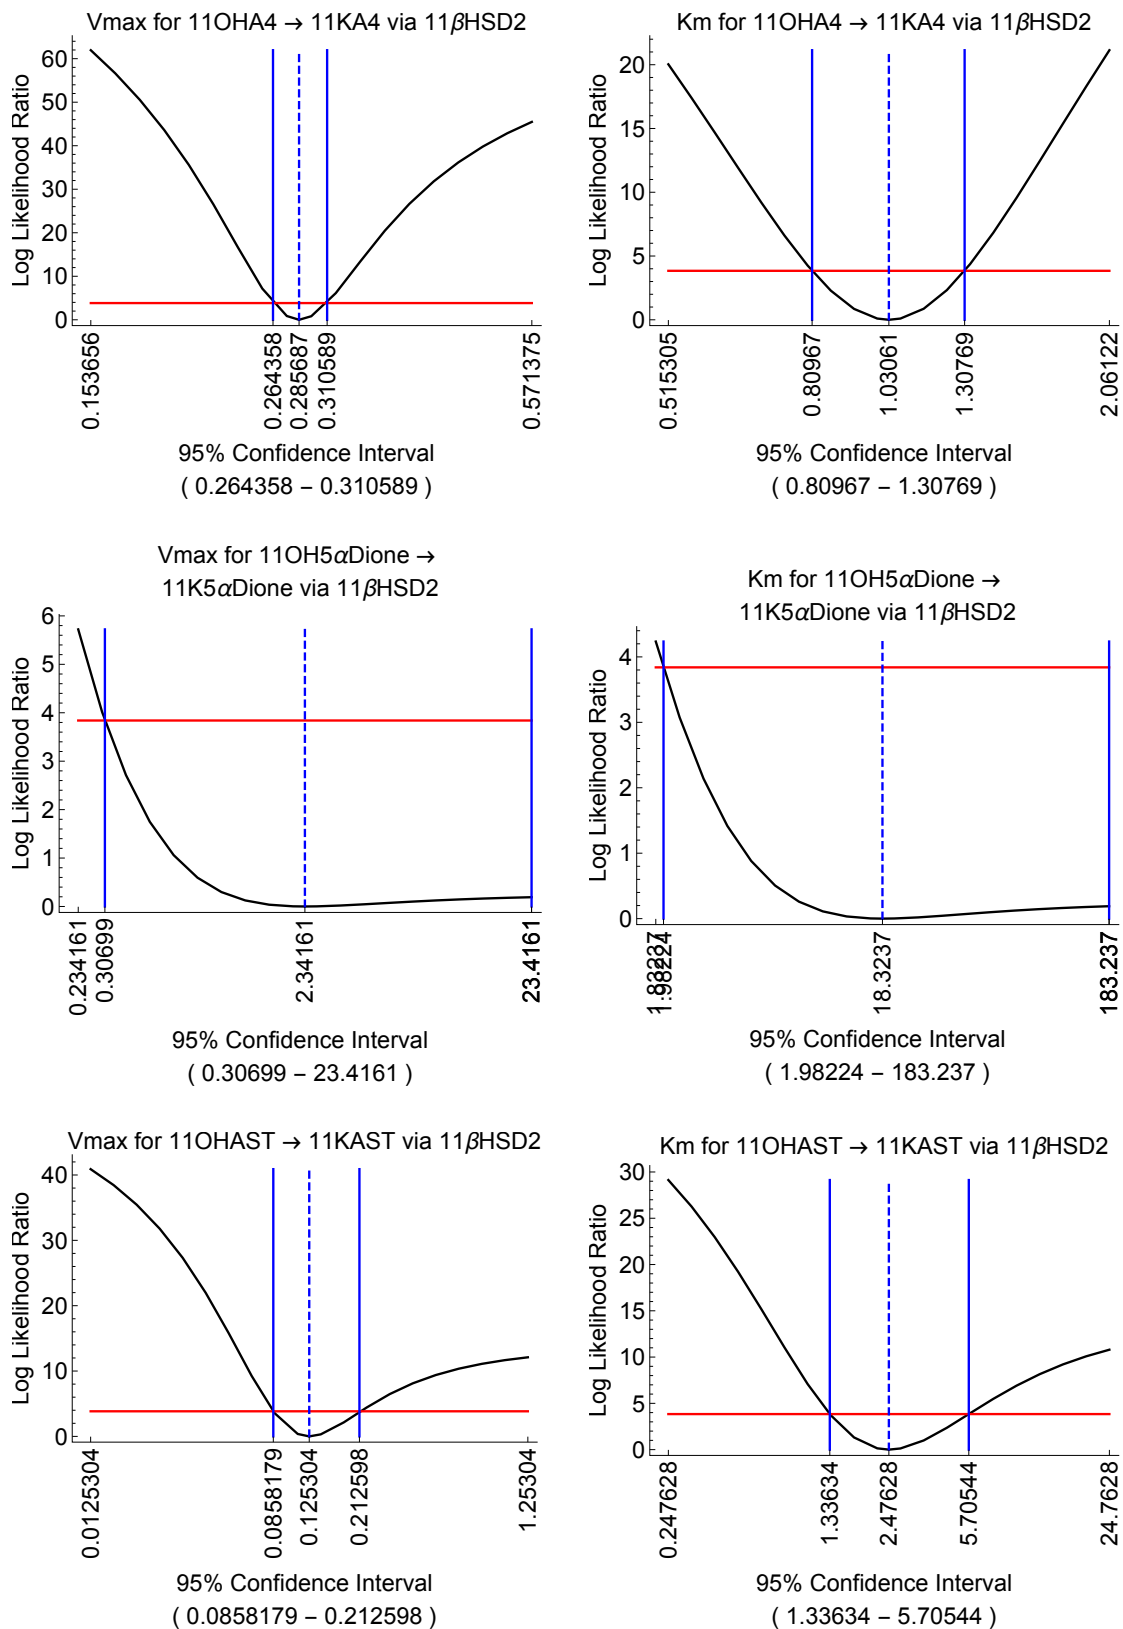 Vmax for 11OHA4 → 11KA4 via 11βHSD2
Log Likelihood Ratio
60
50
40
30
20
10
0
0.153656
0.264358
0.285687
0.310589
0.571375
95% Confidence Interval
( 0.264358 – 0.310589 )
Km for 11OHA4 → 11KA4 via 11βHSD2
Log Likelihood Ratio
20
15
10
5
0
0.515305
0.80967
1.03061
1.30769
2.06122
95% Confidence Interval
( 0.80967 – 1.30769 )
Vmax for 11OH5αDione →
11K5αDione via 11βHSD2
Log Likelihood Ratio
6
5
4
3
2
1
0
0.234161
0.30699
2.34161
23.4161
95% Confidence Interval
( 0.30699 – 23.4161 )
Km for 11OH5αDione →
11K5αDione via 11βHSD2
Log Likelihood Ratio
4
3
2
1
0
1.98224
18.3237
183.237
95% Confidence Interval
( 1.98224 – 183.237 )
Vmax for 11OHAST → 11KAST via 11βHSD2
Log Likelihood Ratio
40
30
20
10
0
0.0125304
0.0858179
0.125304
0.212598
1.25304
95% Confidence Interval
( 0.0858179 – 0.212598 )
Km for 11OHAST → 11KAST via 11βHSD2
Log Likelihood Ratio
30
25
20
15
10
5
0
0.247628
1.33634
2.47628
5.70544
24.7628
95% Confidence Interval
( 1.33634 – 5.70544 )